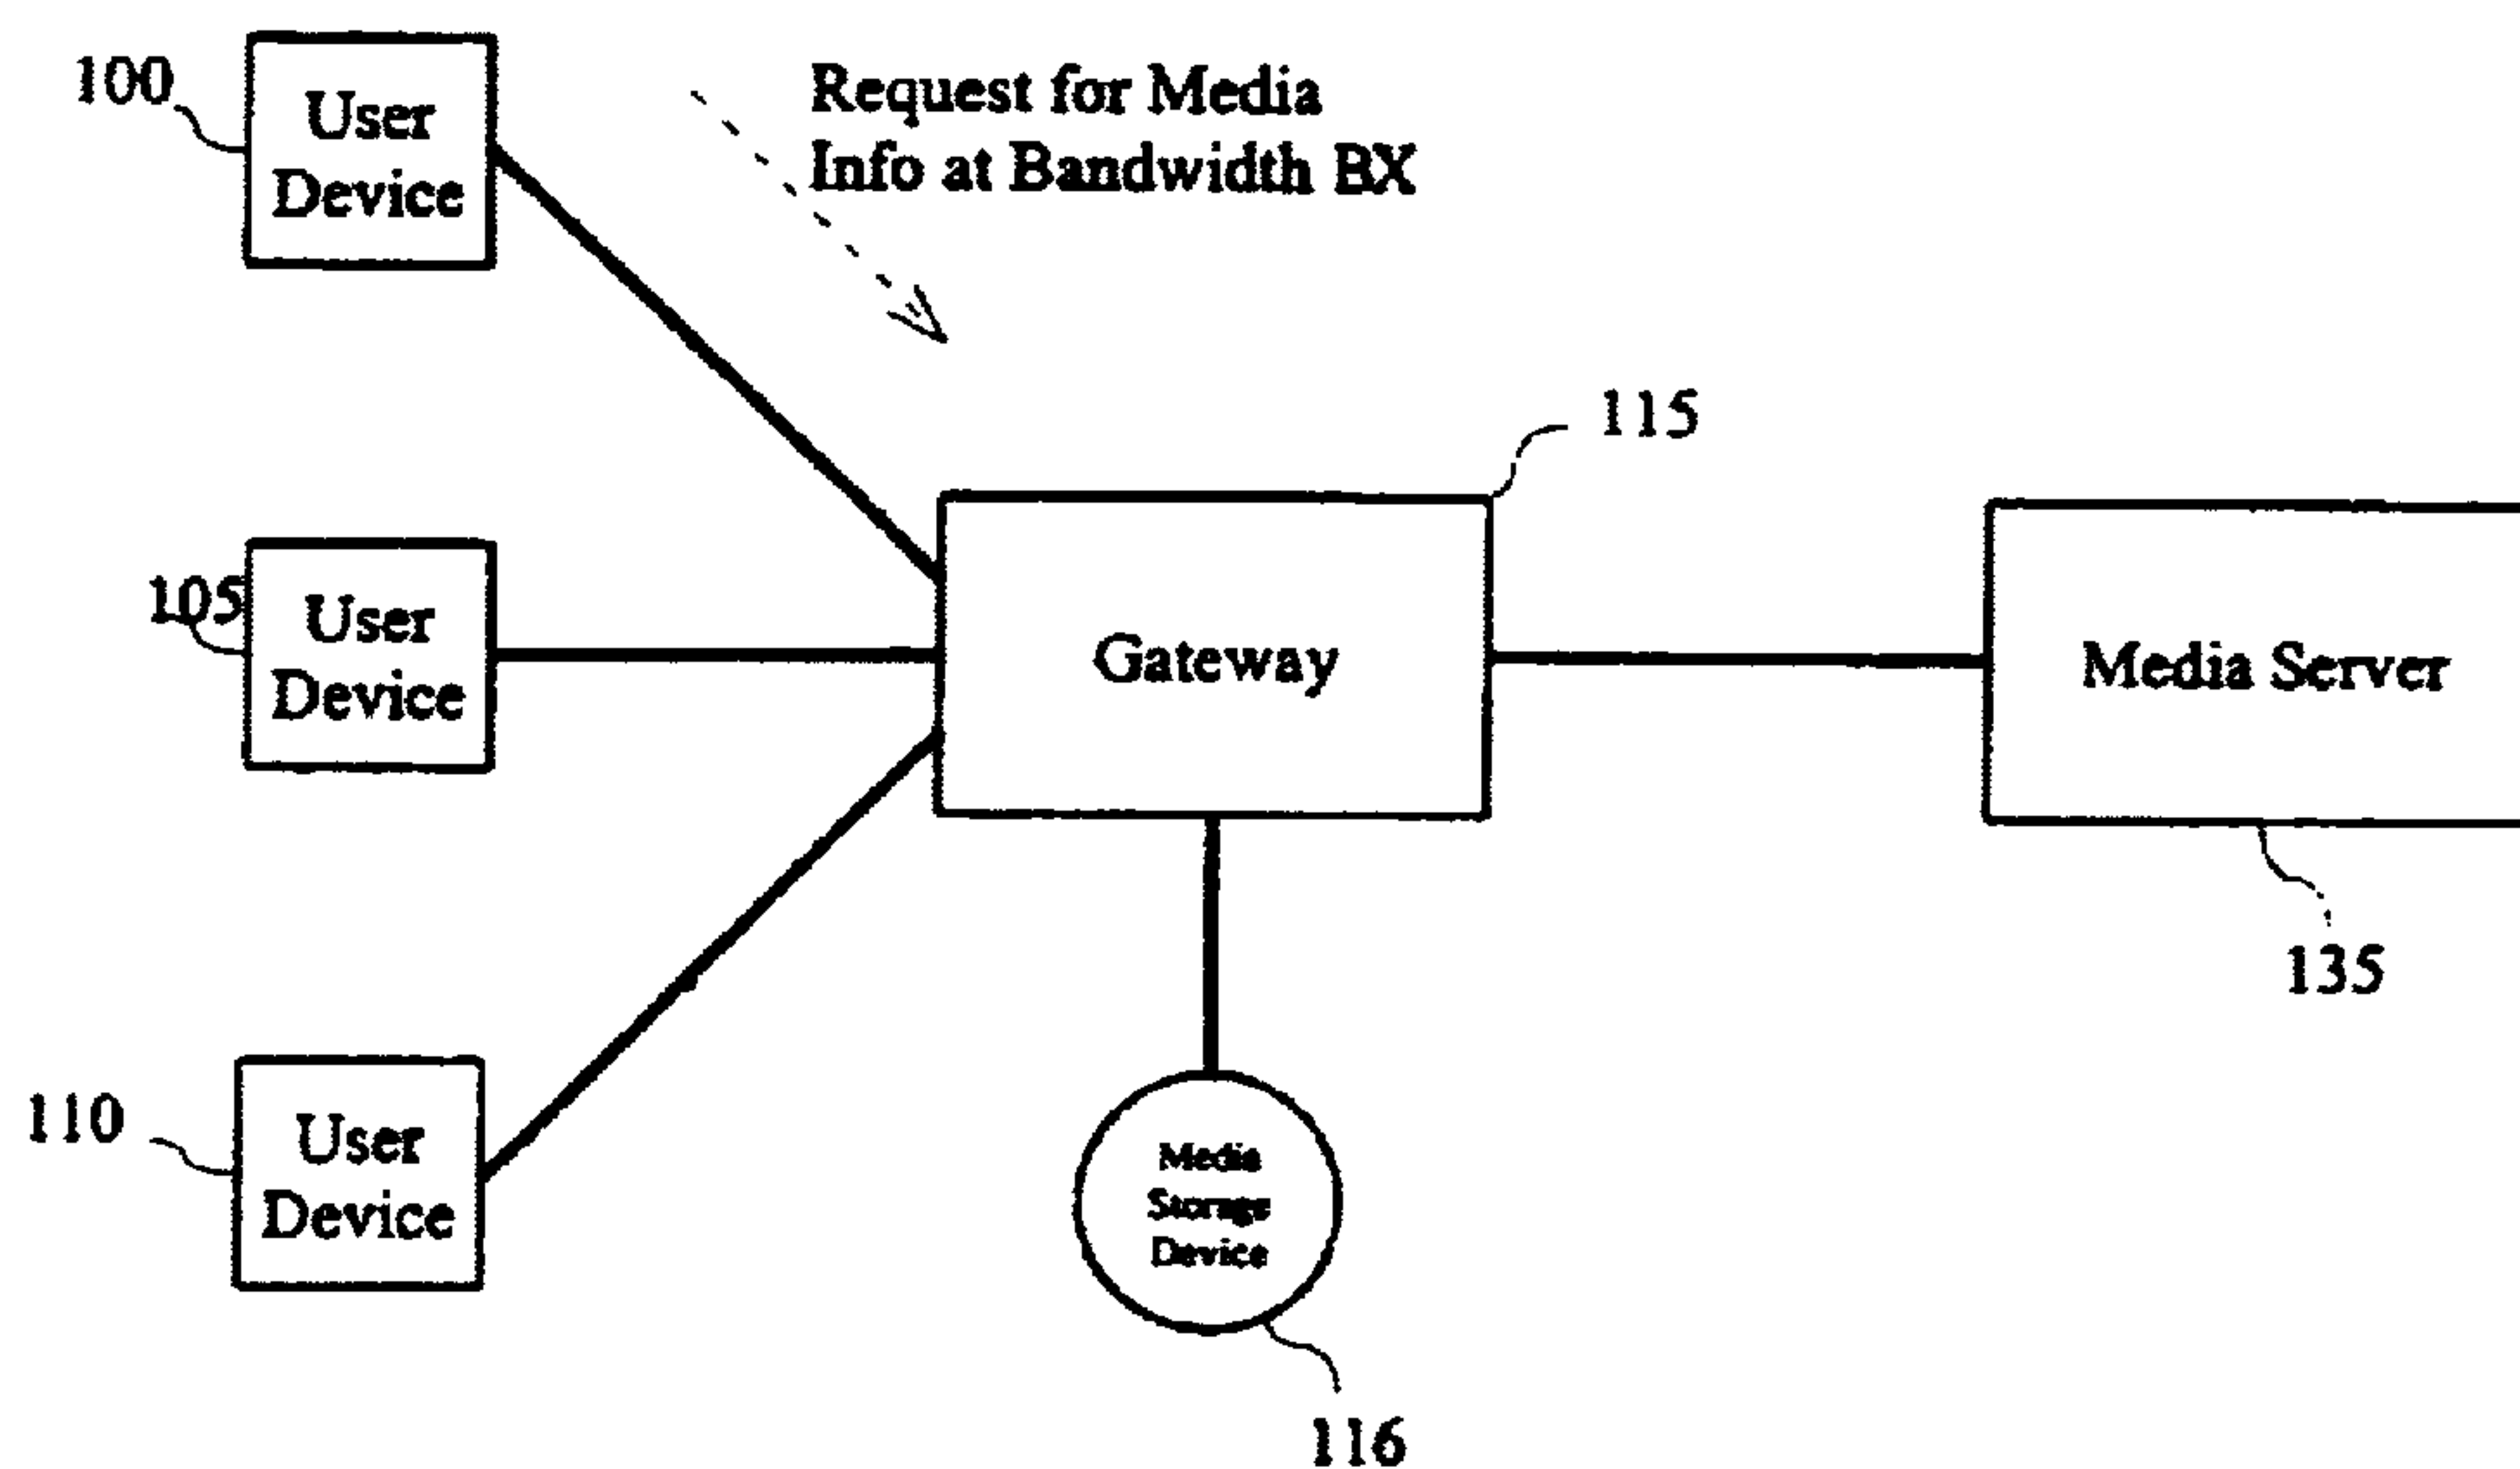 100
User
Device
Request for Media
Info at Bandwidth BX
115
105
User
Device
Gateway
Media Server
135
110
User
Device
Media
Storage
Device
116